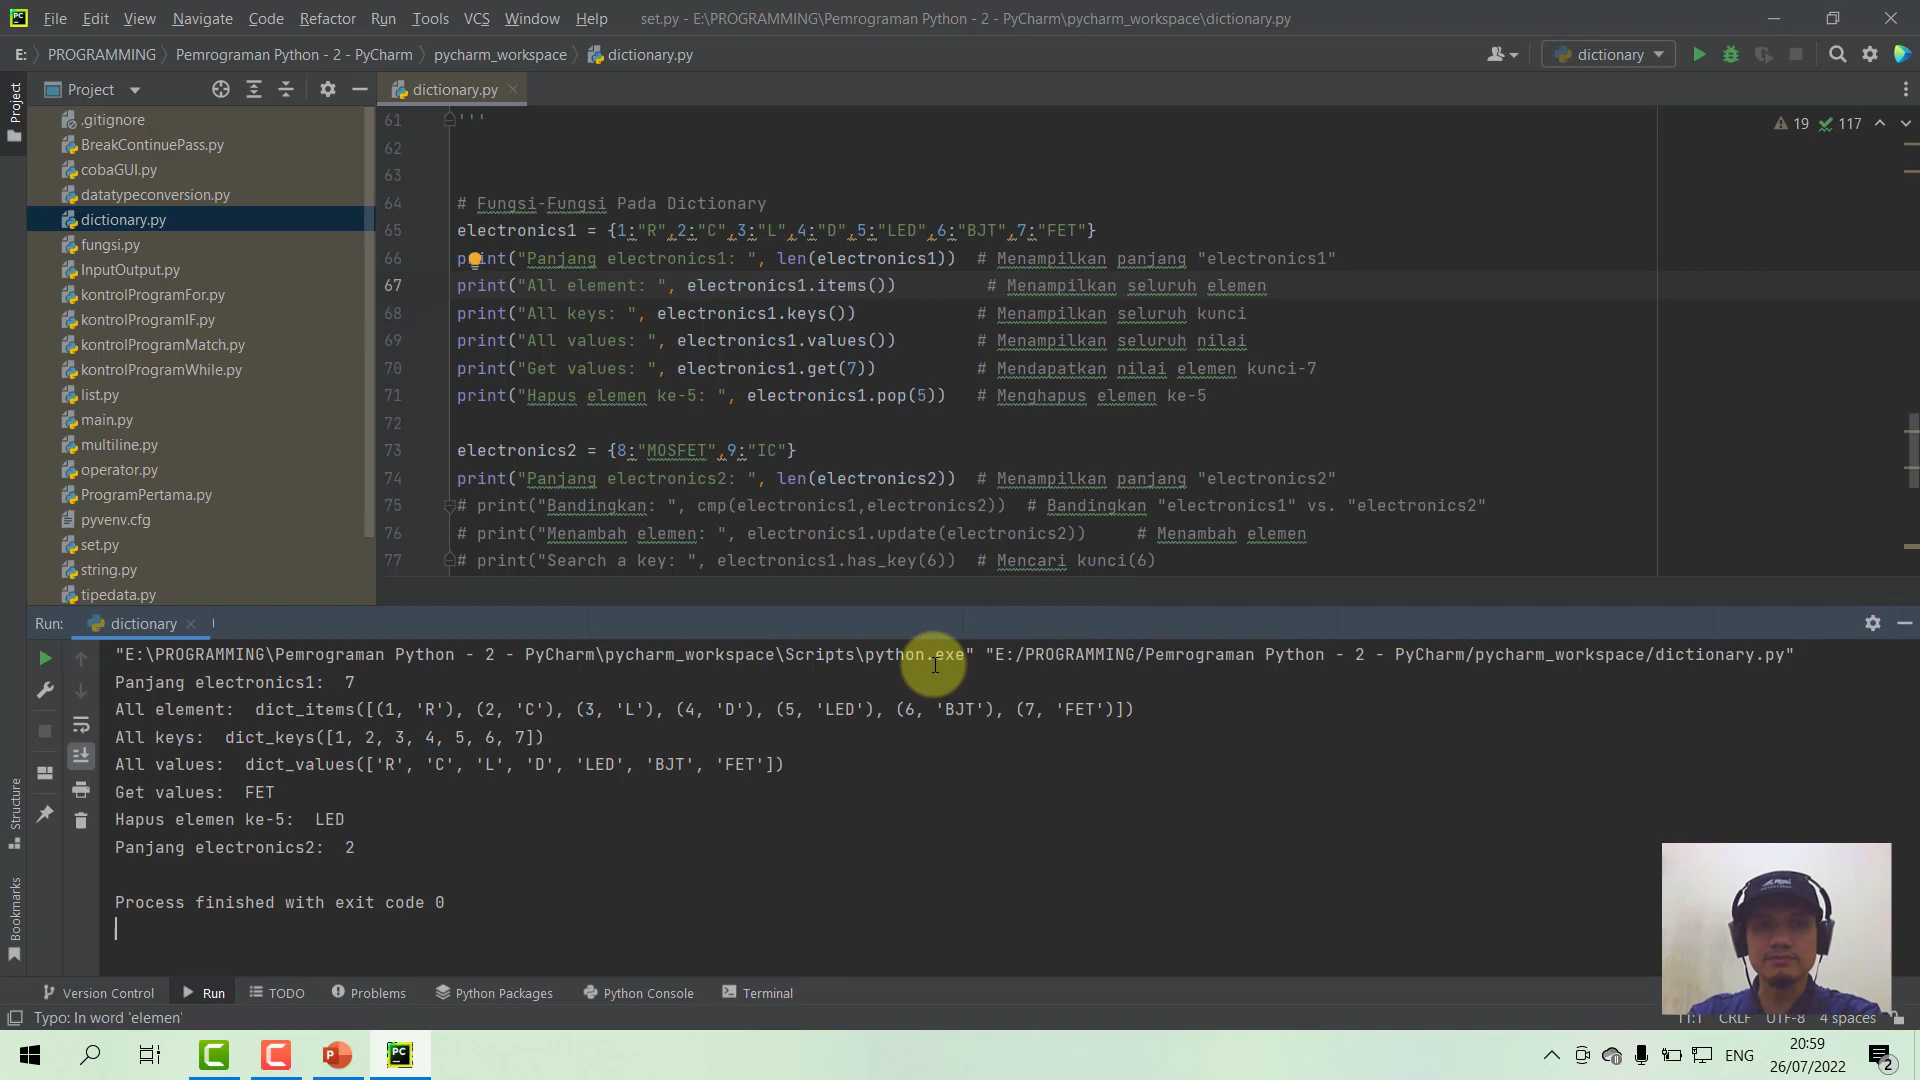 File Edit View Navigate Code Refactor Run Tools VCS Window Help set.py - E:\PROGRAMMING\Pemrograman Python - 2 - PyCharm\pycharm_workspace\dictionary.py
E: PROGRAMMING Pemrograman Python - 2 - PyCharm pycharm_workspace dictionary.py dictionary
Project
Project
dictionary.py
.gitignore
BreakContinuePass.py
cobaGUI.py
datatypeconversion.py
dictionary.py
fungsi.py
InputOutput.py
kontrolProgramFor.py
kontrolProgramIF.py
kontrolProgramMatch.py
kontrolProgramWhile.py
list.py
main.py
multiline.py
operator.py
ProgramPertama.py
pyvenv.cfg
set.py
string.py
tipedata.py
19 117
61 '''
62
63
64 # Fungsi-Fungsi Pada Dictionary
65 electronics1 = {1:"R",2:"C",3:"L",4:"D",5:"LED",6:"BJT",7:"FET"}
66 print("Panjang electronics1: ", len(electronics1)) # Menampilkan panjang "electronics1"
67 print("All element: ", electronics1.items()) # Menampilkan seluruh elemen
68 print("All keys: ", electronics1.keys()) # Menampilkan seluruh kunci
69 print("All values: ", electronics1.values()) # Menampilkan seluruh nilai
70 print("Get values: ", electronics1.get(7)) # Mendapatkan nilai elemen kunci-7
71 print("Hapus elemen ke-5: ", electronics1.pop(5)) # Menghapus elemen ke-5
72
73 electronics2 = {8:"MOSFET",9:"IC"}
74 print("Panjang electronics2: ", len(electronics2)) # Menampilkan panjang "electronics2"
75 # print("Bandingkan: ", cmp(electronics1,electronics2)) # Bandingkan "electronics1" vs. "electronics2"
76 # print("Menambah elemen: ", electronics1.update(electronics2)) # Menambah elemen
77 # print("Search a key: ", electronics1.has_key(6)) # Mencari kunci(6)
Run: dictionary
"E:\PROGRAMMING\Pemrograman Python - 2 - PyCharm\pycharm_workspace\Scripts\python.exe" "E:/PROGRAMMING/Pemrograman Python - 2 - PyCharm/pycharm_workspace/dictionary.py"
Panjang electronics1: 7
All element: dict_items([(1, 'R'), (2, 'C'), (3, 'L'), (4, 'D'), (5, 'LED'), (6, 'BJT'), (7, 'FET')])
All keys: dict_keys([1, 2, 3, 4, 5, 6, 7])
All values: dict_values(['R', 'C', 'L', 'D', 'LED', 'BJT', 'FET'])
Get values: FET
Hapus elemen ke-5: LED
Panjang electronics2: 2
Process finished with exit code 0
Structure
Bookmarks
Version Control Run TODO Problems Python Packages Python Console Terminal
Typo: In word 'elemen' 11:1 CRLF UTF-8 4 spaces
ENG
20:59
26/07/2022
2